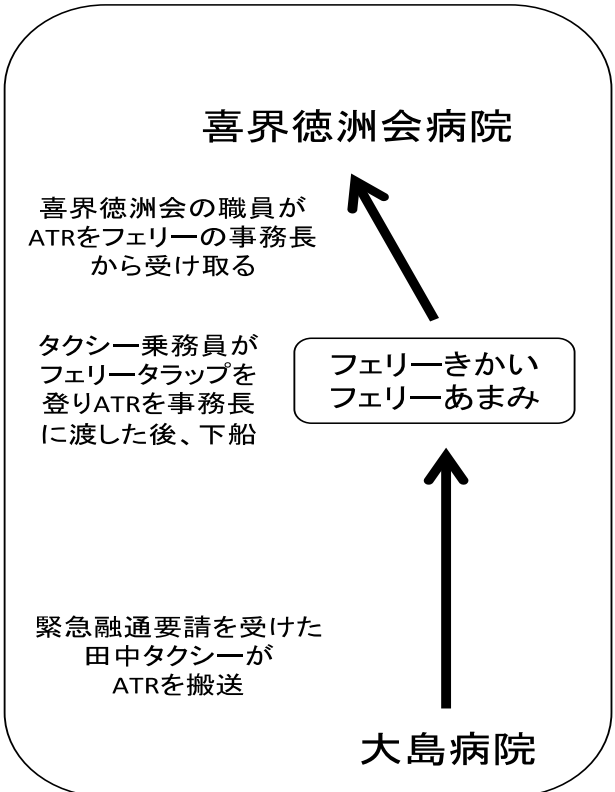 喜界徳洲会病院
喜界徳洲会の職員が
ATRをフェリーの事務長
から受け取る
タクシー乗務員が
フェリータラップを
登りATRを事務長
に渡した後、下船
フェリーきかい
フェリーあまみ
緊急融通要請を受けた
田中タクシーが
ATRを搬送
大島病院